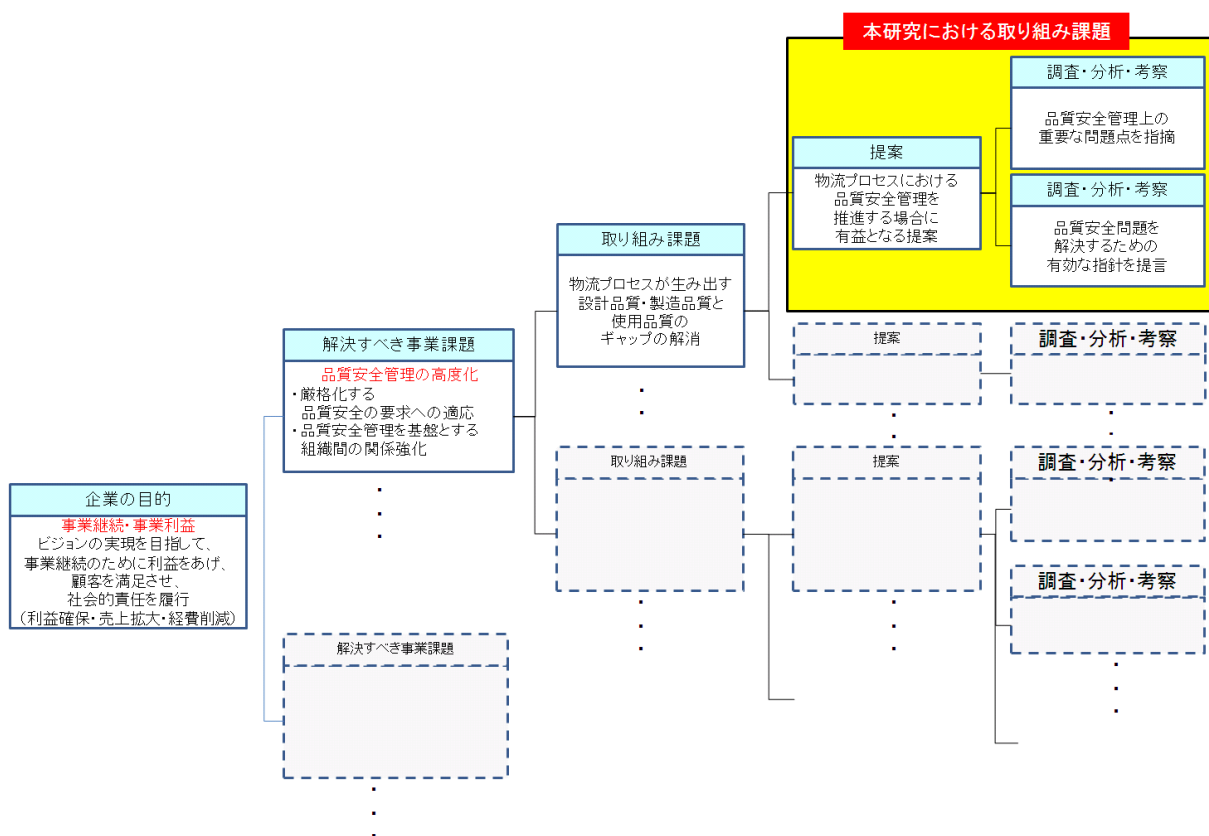 本研究における取り組み課題
調査・分析・考察
品質安全管理上の
重要な問題点を指摘
提案
物流プロセスにおける
品質安全管理を
推進する場合に
有益となる提案
調査・分析・考察
品質安全問題を
解決するための
有効な指針を提言
取り組み課題
物流プロセスが生み出す
設計品質・製造品質と
使用品質の
ギャップの解消
解決すべき事業課題
品質安全管理の高度化
・厳格化する
品質安全の要求への適応
・品質安全管理を基盤とする
組織間の関係強化
提案
調査・分析・考察
取り組み課題
提案
調査・分析・考察
企業の目的
事業継続・事業利益
ビジョンの実現を目指して、
事業継続のために利益をあげ、
顧客を満足させ、
社会的責任を履行
(利益確保・売上拡大・経費削減)
調査・分析・考察
解決すべき事業課題